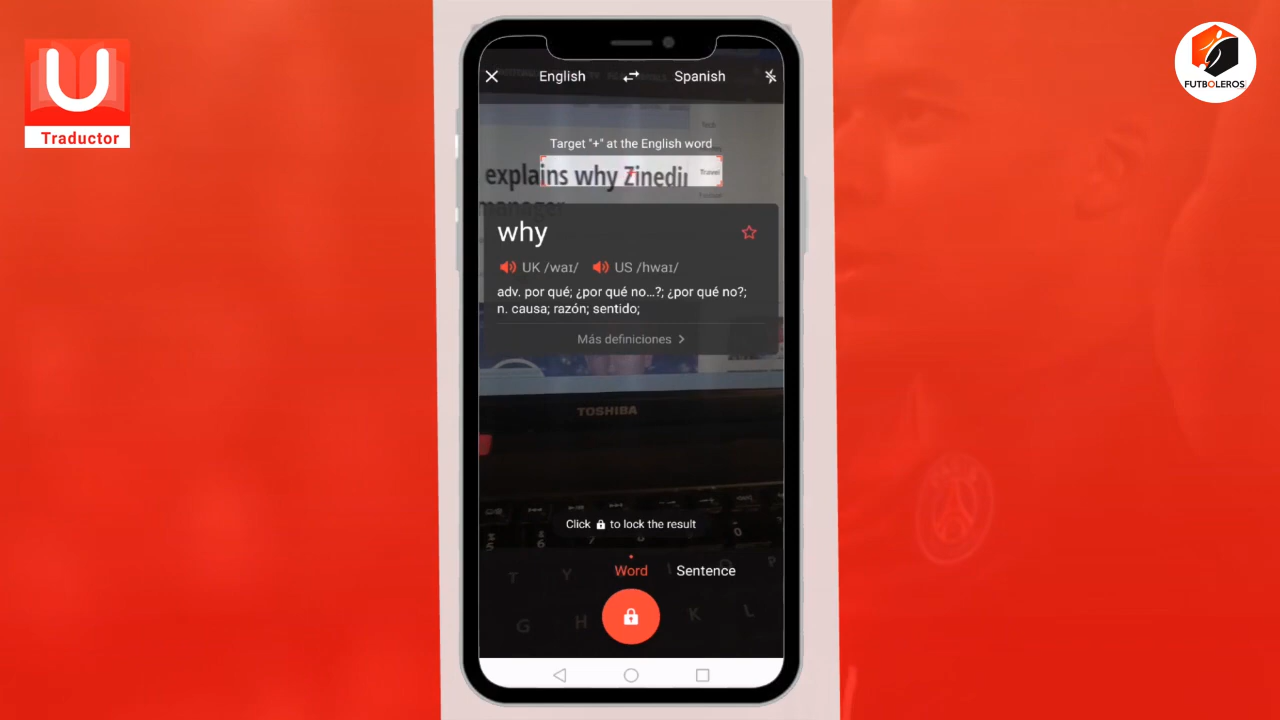 U
Traductor
FUTBOLEROS
English
Spanish
Target "+" at the English word
explains why Zinedi
Travel
manager
why
UK /waɪ/
US /hwaɪ/
adv. por qué; ¿por qué no...?; ¿por qué no?;
n. causa; razón; sentido;
Más definiciones >
TOSHIBA
Click to lock the result
Word
Sentence
T Y I O P
G H K L